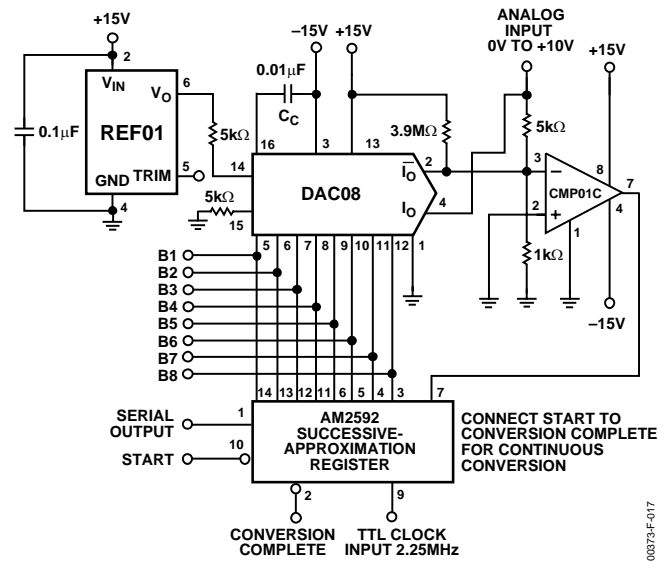 +15V
2
VIN
VO
6
REF01
0.1µF
5kΩ
TRIM
5
GND
4
–15V
+15V
0.01µF
CC
16
3
13
3.9MΩ
14
DAC08
IO
2
IO
4
5kΩ
15
5
6
7
8
9
10
11
12
1
ANALOG
INPUT
0V TO +10V
+15V
5kΩ
3
–
8
7
CMP01C
2
+
4
1
1kΩ
–15V
B1
B2
B3
B4
B5
B6
B7
B8
14
13
12
11
6
5
4
3
7
SERIAL
OUTPUT
1
START
10
AM2592
SUCCESSIVE-
APPROXIMATION
REGISTER
CONNECT START TO
CONVERSION COMPLETE
FOR CONTINUOUS
CONVERSION
2
9
CONVERSION
COMPLETE
TTL CLOCK
INPUT 2.25MHz
00373-F-017